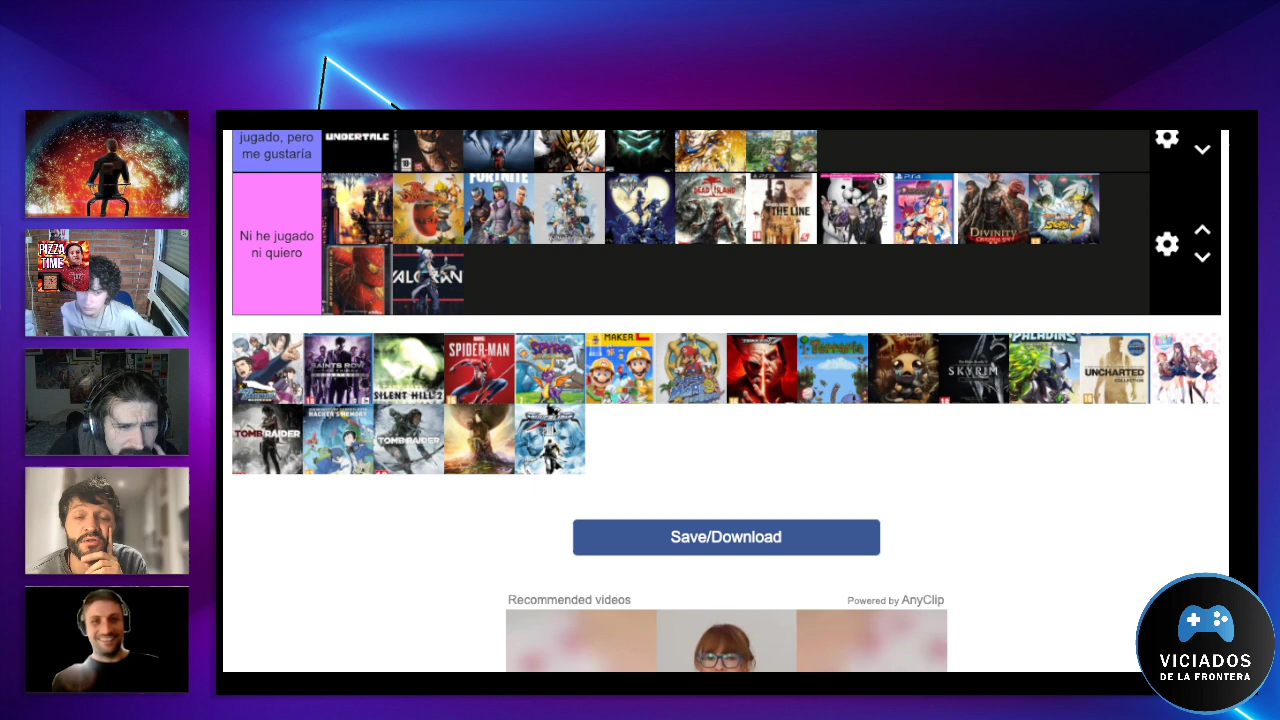 jugado, pero
me gustaría
UNDERTALE
Ni he jugado
ni quiero
FORTNITE
DEAD ISLAND
THE LINE
DIVINITY
PIZZA
TIME
SAINTS ROW
SILENT HILL 2
SPIDER-MAN
SPYRO
MAKER 2
Terraria
SKYRIM
PALADINS
UNCHARTED
COLLECTION
TOMB RAIDER
HACKER'S MEMORY
TOMB RAIDER
Save/Download
Recommended videos
Powered by AnyClip
VICIADOS
DE LA FRONTERA